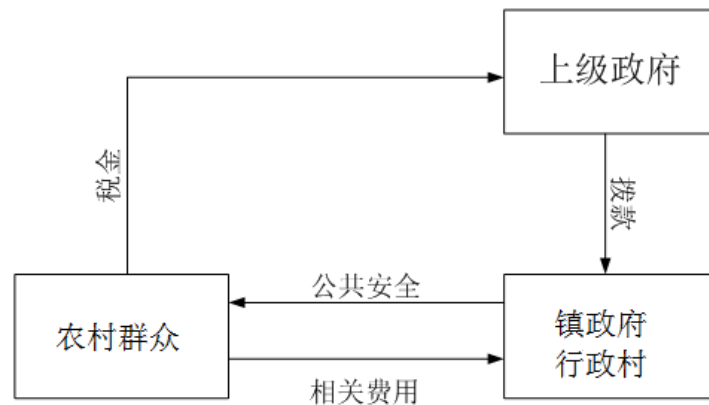 上级政府
税金
拨款
公共安全
农村群众
镇政府
行政村
相关费用